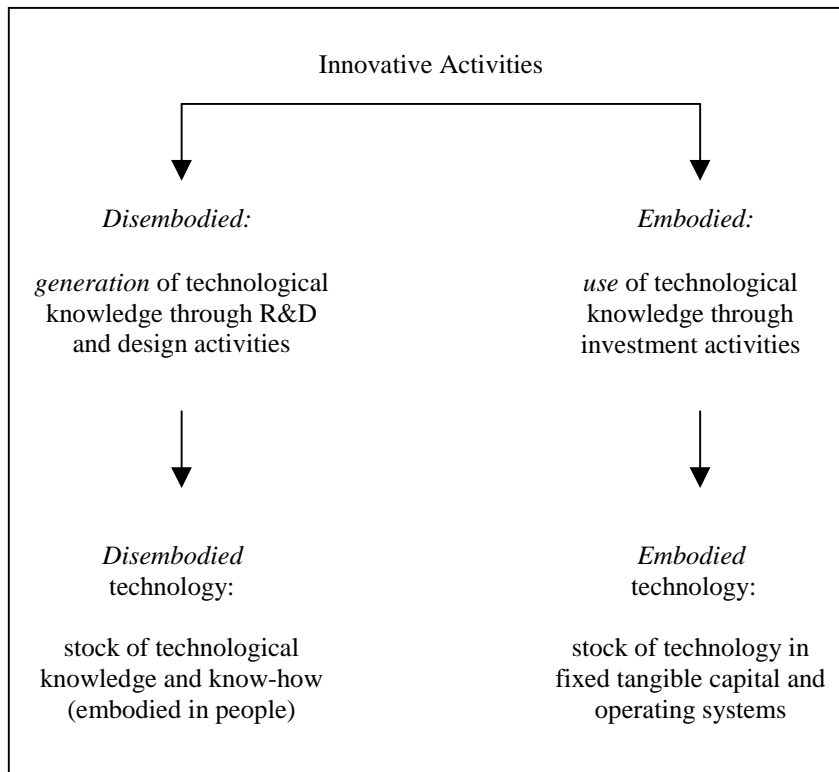 Innovative Activities
Disembodied:
generation of technological
knowledge through R&D
and design activities
Embodied:
use of technological
knowledge through
investment activities
Disembodied
technology:
stock of technological
knowledge and know-how
(embodied in people)
Embodied
technology:
stock of technology in
fixed tangible capital and
operating systems